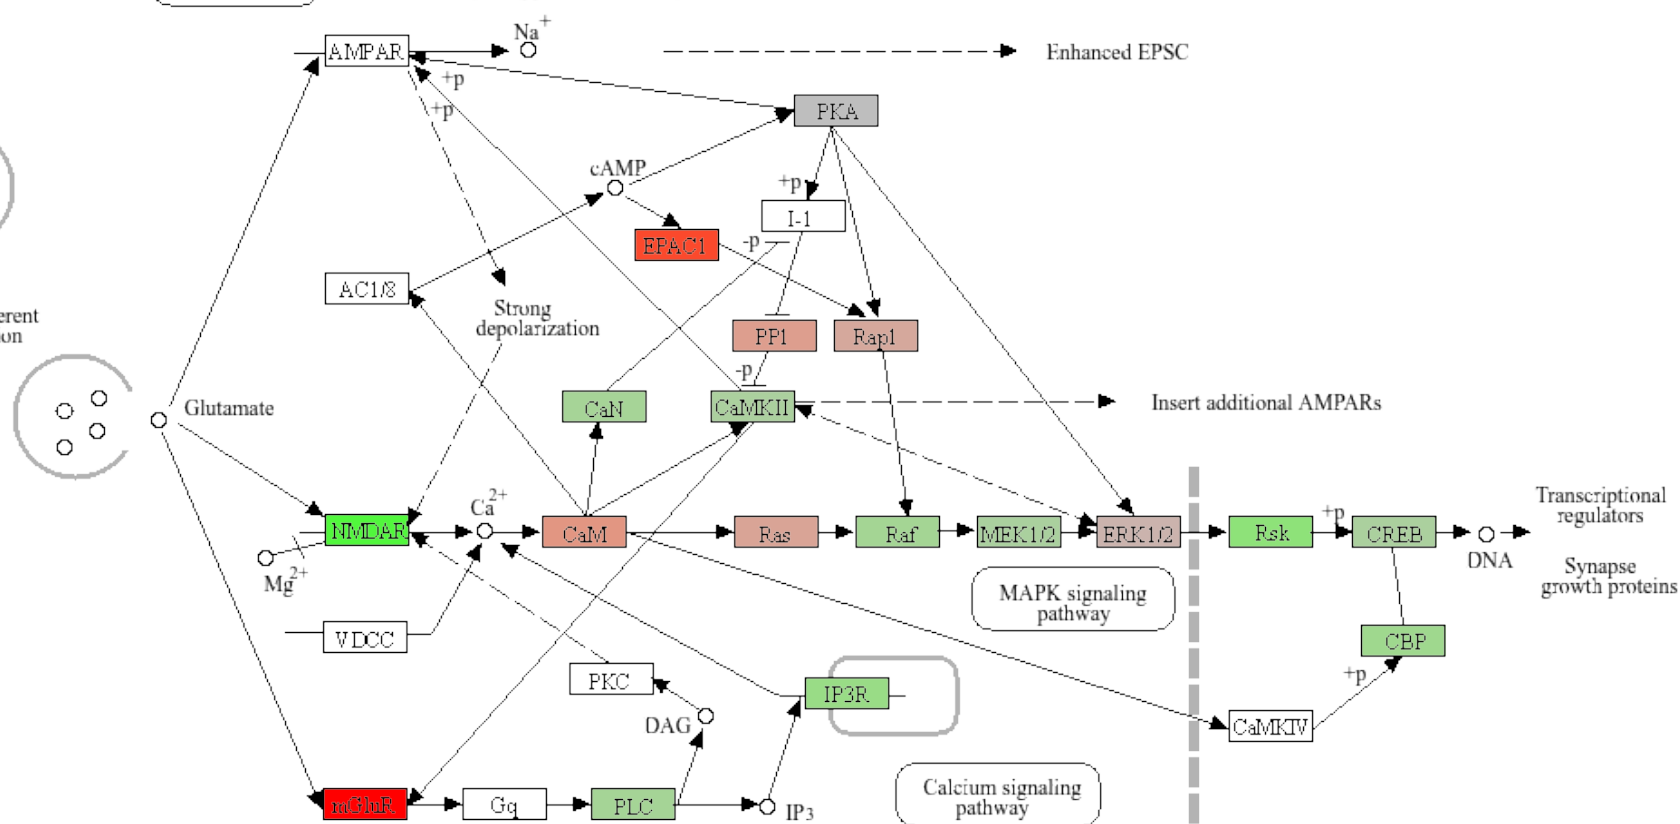 Na+
AMPAR
Enhanced EPSC
+p
+p
PKA
cAMP
+p
I-1
EPAC1
-p
AC1/8
Strong
depolarization
erent
on
PP1
Rap1
-p
CaN
CaMKII
Insert additional AMPARs
Glutamate
Ca2+
NMDAR
CaM
Ras
Raf
MEK1/2
ERK1/2
Rsk
+p
CREB
DNA
Transcriptional
regulators
Synapse
growth proteins
Mg2+
MAPK signaling
pathway
VDCC
CBP
+p
PKC
IP3R
DAG
CaMKIV
mGluR
Gq
PLC
IP3
Calcium signaling
pathway